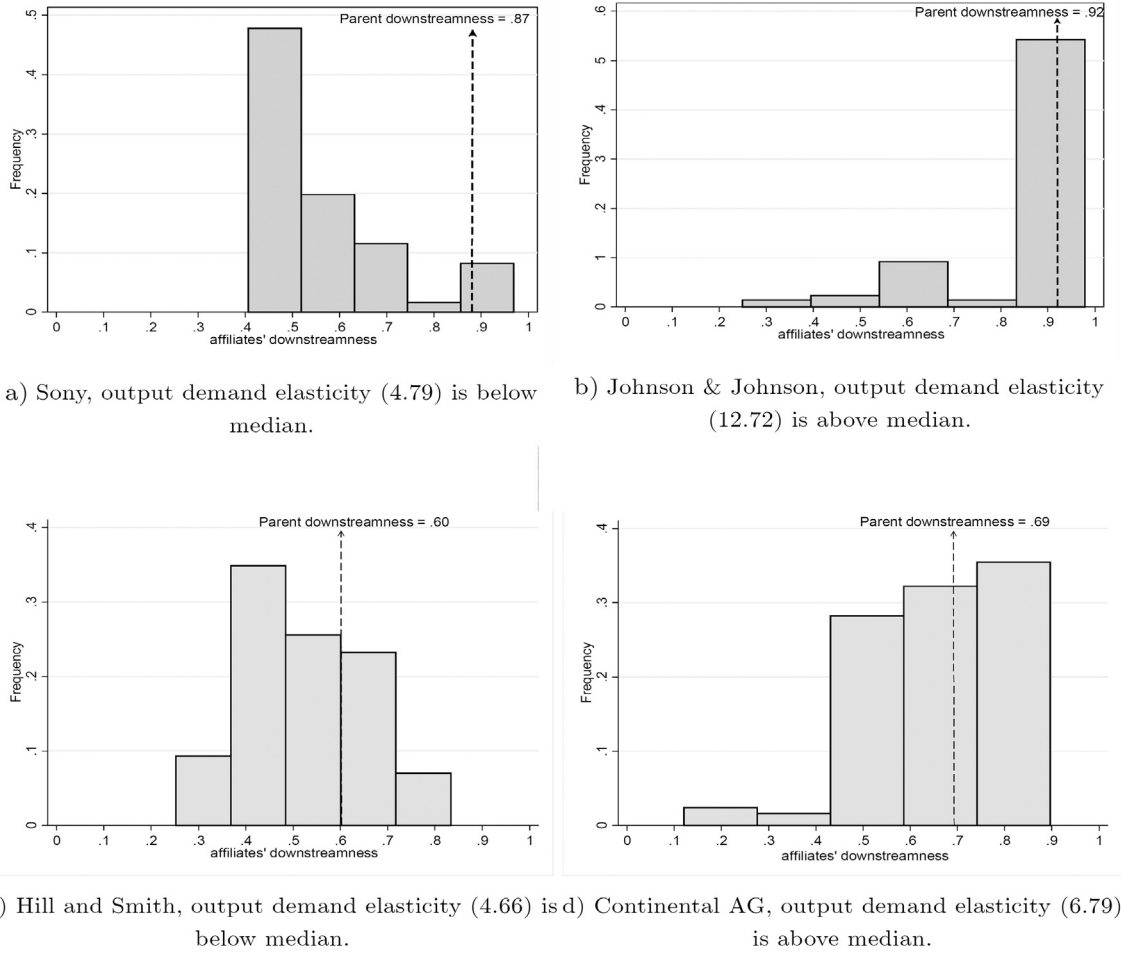 Parent downstreamness = .87
.5
.4
.3
.2
.1
0
Frequency
0 .1 .2 .3 .4 .5 .6 .7 .8 .9 1
affiliates' downstreamness
a) Sony, output demand elasticity (4.79) is below
median.
Parent downstreamness = .92
.6
.5
.4
.3
.2
.1
0
Frequency
0 .1 .2 .3 .4 .5 .6 .7 .8 .9 1
affiliates' downstreamness
b) Johnson & Johnson, output demand elasticity
(12.72) is above median.
Parent downstreamness = .60
.4
.3
.2
.1
0
Frequency
0 .1 .2 .3 .4 .5 .6 .7 .8 .9 1
affiliates' downstreamness
) Hill and Smith, output demand elasticity (4.66) is
below median.
Parent downstreamness = .69
.4
.3
.2
.1
0
Frequency
0 .1 .2 .3 .4 .5 .6 .7 .8 .9 1
affiliates' downstreamness
d) Continental AG, output demand elasticity (6.79)
is above median.